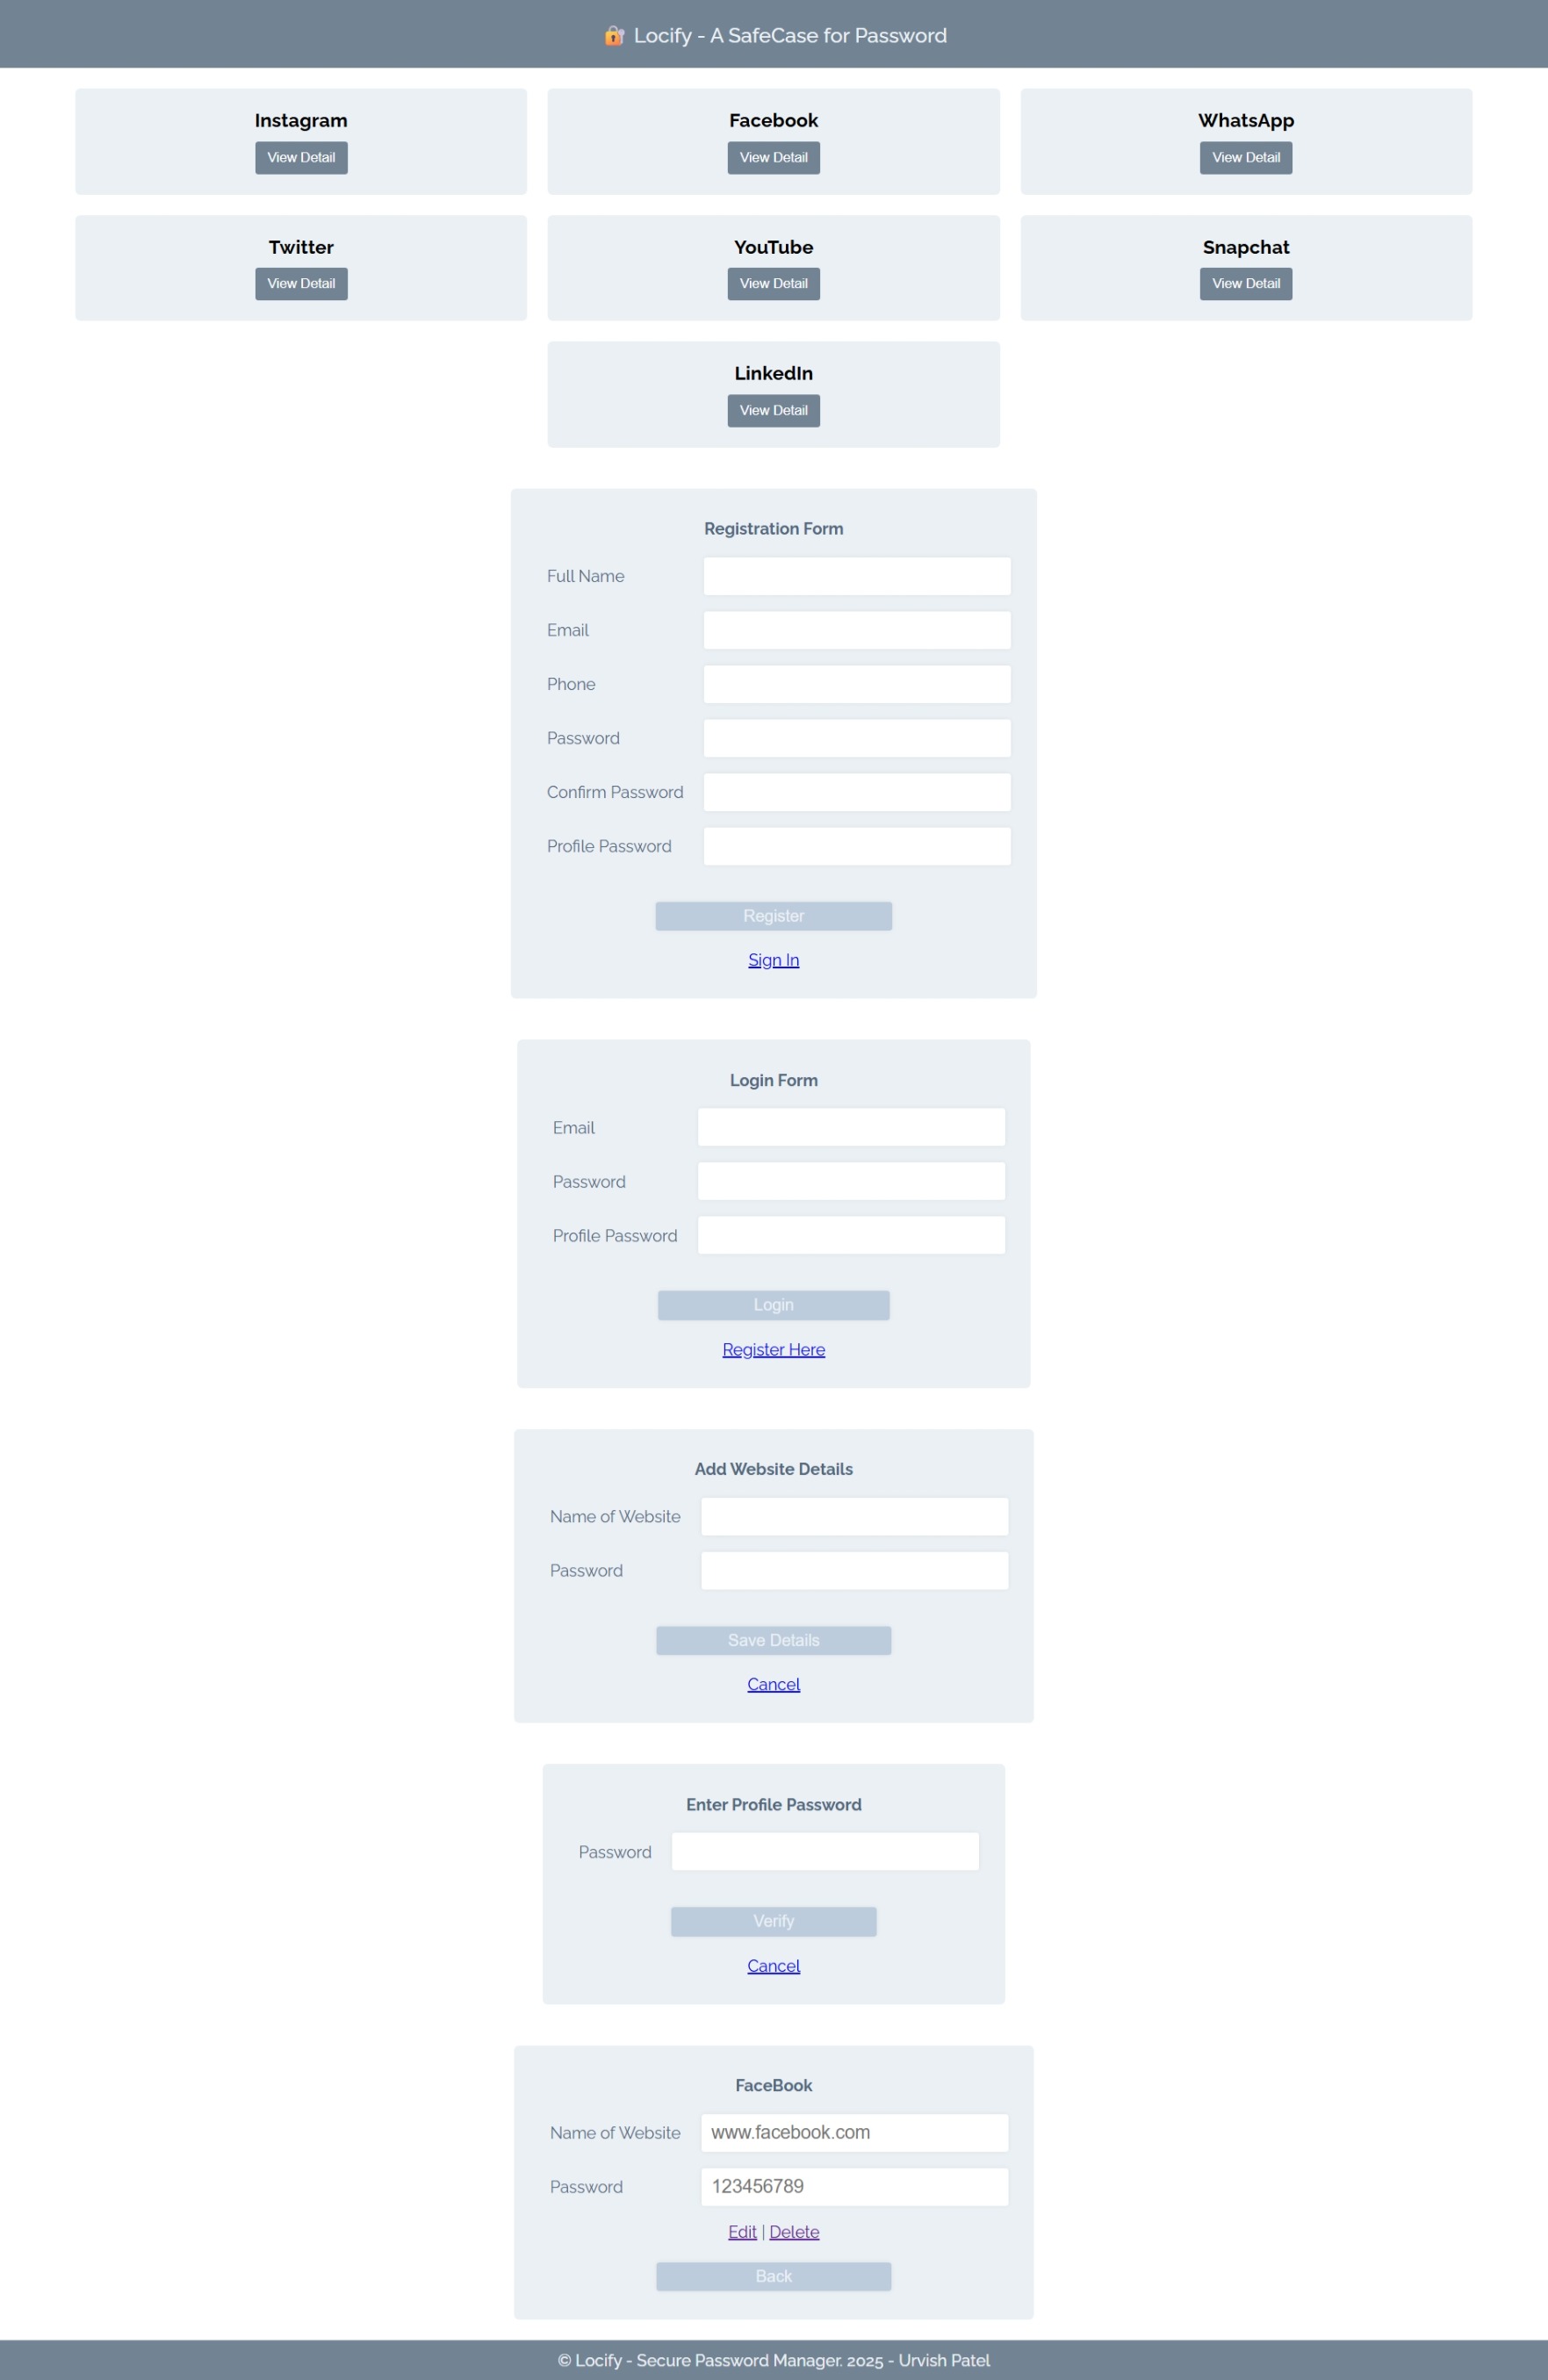 🔐 Locify - A SafeCase for Password
Instagram
View Detail
Facebook
View Detail
WhatsApp
View Detail
Twitter
View Detail
YouTube
View Detail
Snapchat
View Detail
LinkedIn
View Detail
Registration Form
Full Name
Email
Phone
Password
Confirm Password
Profile Password
Register
Sign In
Login Form
Email
Password
Profile Password
Login
Register Here
Add Website Details
Name of Website
Password
Save Details
Cancel
Enter Profile Password
Password
Verify
Cancel
FaceBook
Name of Website www.facebook.com
Password 123456789
Edit | Delete
Back
© Locify - Secure Password Manager. 2025 - Urvish Patel